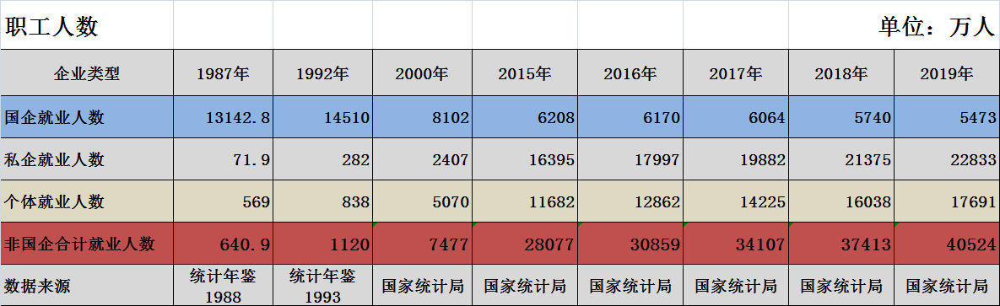 职工人数 单位：万人
企业类型 1987年 1992年 2000年 2015年 2016年 2017年 2018年 2019年
国企就业人数 13142.8 14510 8102 6208 6170 6064 5740 5473
私企就业人数 71.9 282 2407 16395 17997 19882 21375 22833
个体就业人数 569 838 5070 11682 12862 14225 16038 17691
非国企合计就业人数 640.9 1120 7477 28077 30859 34107 37413 40524
数据来源 统计年鉴1988 统计年鉴1993 国家统计局 国家统计局 国家统计局 国家统计局 国家统计局 国家统计局